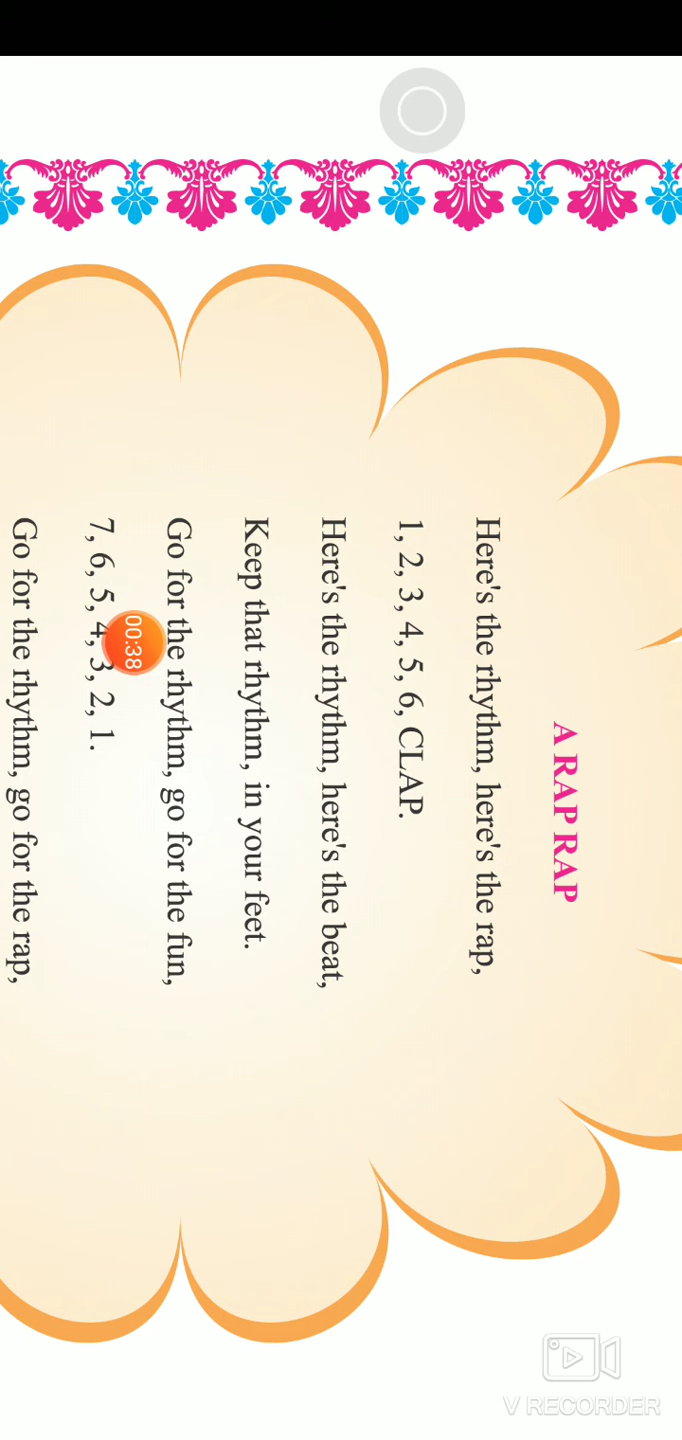 A RAP RAP
Here's the rhythm, here's the rap,
1, 2, 3, 4, 5, 6, CLAP.
Here's the rhythm, here's the beat,
Keep that rhythm, in your feet.
Go for the rhythm, go for the fun,
7, 6, 5, 4, 3, 2, 1.
Go for the rhythm, go for the rap,
00:38
V RECORDER